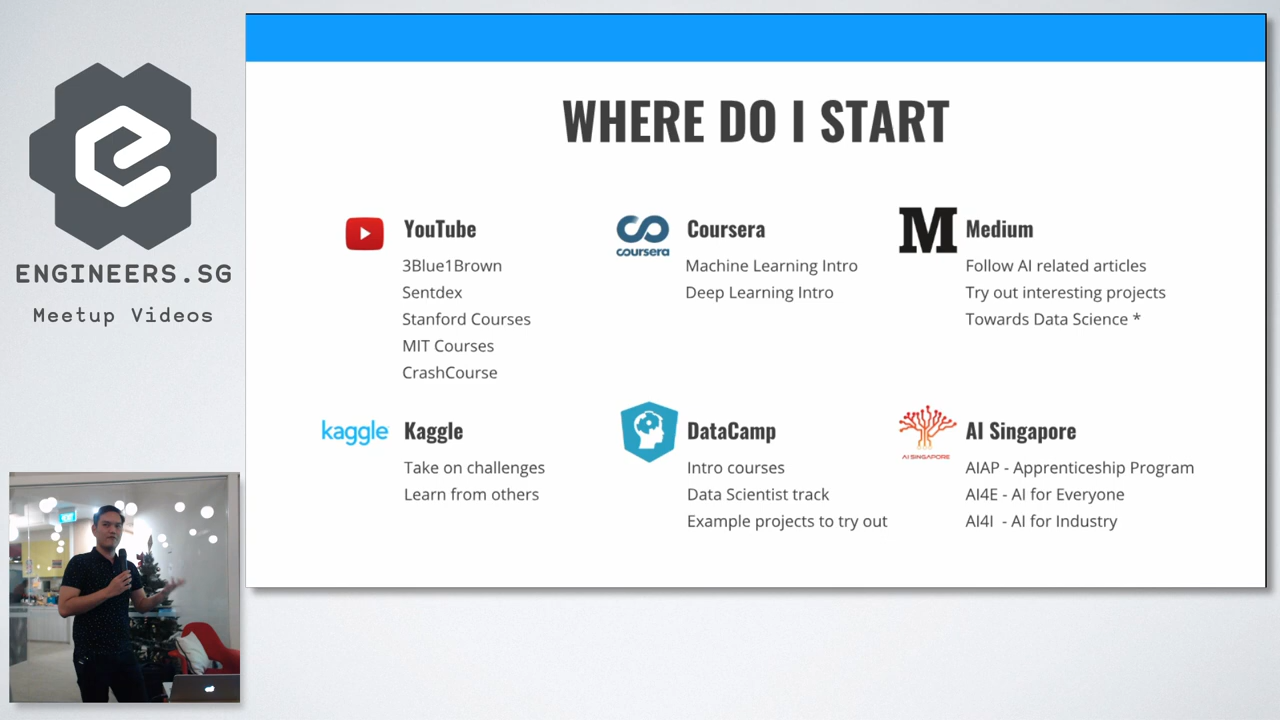 ENGINEERS.SG
Meetup Videos
WHERE DO I START
YouTube
3Blue1Brown
Sentdex
Stanford Courses
MIT Courses
CrashCourse
coursera
Coursera
Machine Learning Intro
Deep Learning Intro
M
Medium
Follow AI related articles
Try out interesting projects
Towards Data Science *
kaggle
Kaggle
Take on challenges
Learn from others
DataCamp
Intro courses
Data Scientist track
Example projects to try out
AI SINGAPORE
AI Singapore
AIAP - Apprenticeship Program
AI4E - AI for Everyone
AI4I - AI for Industry